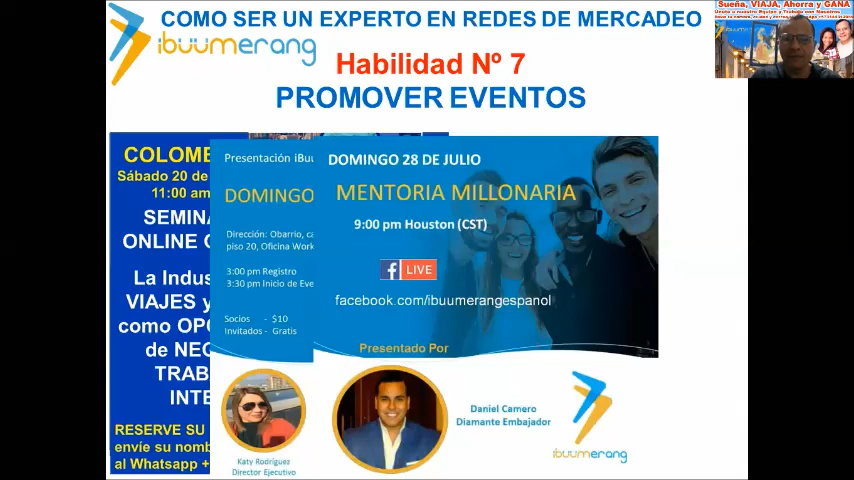 COMO SER UN EXPERTO EN REDES DE MERCADEO
ibuumerang
Habilidad Nº 7
PROMOVER EVENTOS
Sueña, VIAJA, Ahorra y GANA
COLOME
Sábado 20 de
11:00 am
SEMINA
ONLINE
La Indus
VIAJES y
como OPO
de NEG
TRABA
INTE
RESERVE SU
envíe su nomb
al Whatsapp +
Presentación iBuu
DOMINGO
Dirección: Obarrio, ca
piso 20, Oficina Work
3:00 pm Registro
3:30 pm Inicio de Eve
Socios - $10
Invitados - Gratis
Katy Rodríguez
Director Ejecutivo
DOMINGO 28 DE JULIO
MENTORIA MILLONARIA
9:00 pm Houston (CST)
f LIVE
facebook.com/ibuumerangespanol
Presentado Por
Daniel Camero
Diamante Embajador
ibuumerang